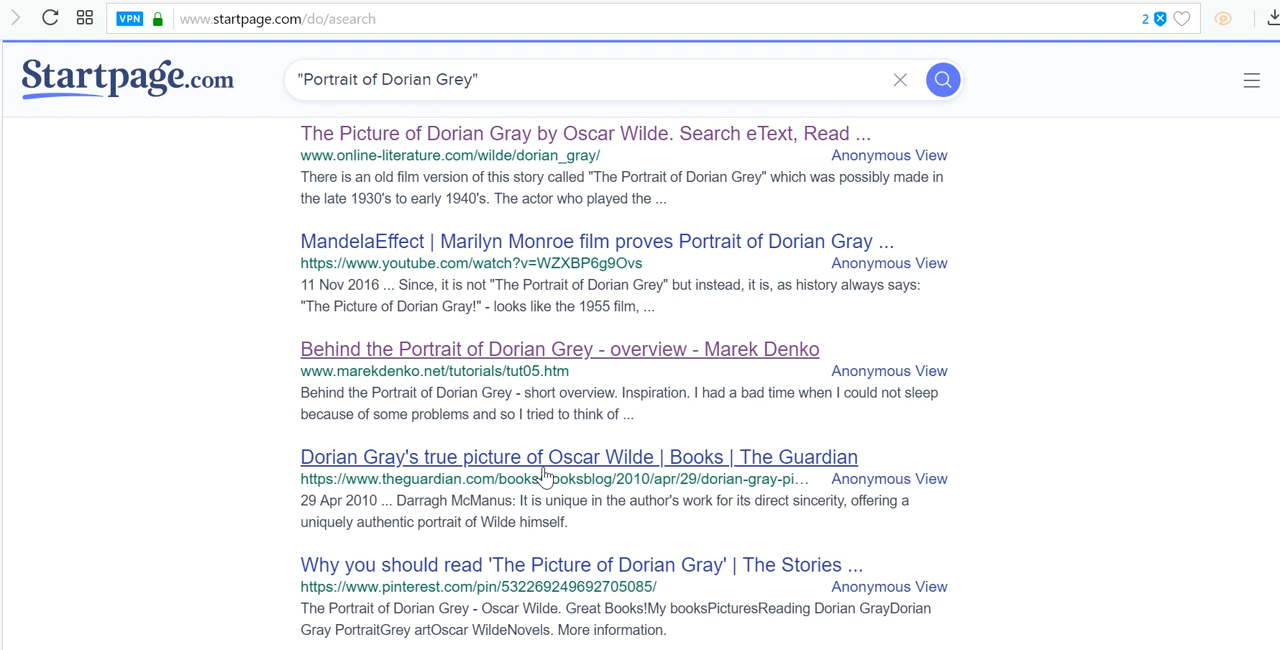 VPN www.startpage.com/do/asearch 2
Startpage.com "Portrait of Dorian Grey"
The Picture of Dorian Gray by Oscar Wilde. Search eText, Read ...
www.online-literature.com/wilde/dorian_gray/ Anonymous View
There is an old film version of this story called "The Portrait of Dorian Grey" which was possibly made in
the late 1930's to early 1940's. The actor who played the ...
MandelaEffect | Marilyn Monroe film proves Portrait of Dorian Gray ...
https://www.youtube.com/watch?v=WZXBP6g9Ovs Anonymous View
11 Nov 2016 ... Since, it is not "The Portrait of Dorian Grey" but instead, it is, as history always says:
"The Picture of Dorian Gray!" - looks like the 1955 film, ...
Behind the Portrait of Dorian Grey - overview - Marek Denko
www.marekdenko.net/tutorials/tut05.htm Anonymous View
Behind the Portrait of Dorian Grey - short overview. Inspiration. I had a bad time when I could not sleep
because of some problems and so I tried to think of ...
Dorian Gray's true picture of Oscar Wilde | Books | The Guardian
https://www.theguardian.com/books/booksblog/2010/apr/29/dorian-gray-pi... Anonymous View
29 Apr 2010 ... Darragh McManus: It is unique in the author's work for its direct sincerity, offering a
uniquely authentic portrait of Wilde himself.
Why you should read 'The Picture of Dorian Gray' | The Stories ...
https://www.pinterest.com/pin/532269249692705085/ Anonymous View
The Portrait of Dorian Grey - Oscar Wilde. Great Books!My booksPicturesReading Dorian GrayDorian
Gray PortraitGrey artOscar WildeNovels. More information.